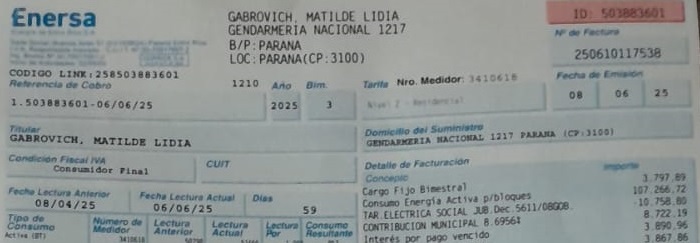 Enersa
GABROVICH, MATILDE LIDIA
GENDARMERIA NACIONAL 1217
B/P:PARANA
LOC:PARANA(CP:3100)
ID: 503883601
Nº de Factura
250610117538
CODIGO LINK:258503883601
Referencia de Cobro
1210 Año Bim.
Tarifa Nro. Medidor: 3410618
Fecha de Emisión
1.503883601-06/06/25
2025 3
Nivel 2 - Residencial
08 06 25
Titular
GABROVICH, MATILDE LIDIA
Domicilio del Suministro
GENDARMERIA NACIONAL 1217 PARANA (CP:3100)
Condición Fiscal IVA
Consumidor Final
CUIT
Detalle de Facturación
Concepto Importe
Fecha Lectura Anterior Fecha Lectura Actual Días
08/04/25 06/06/25 59
Cargo Fijo Bimestral 3.797,89
Consumo Energía Activa p/bloques 107.266,72
TAR.ELECTRICA SOCIAL JUB.Dec.5611/08GOB. -10.758,80
CONTRIBUCION MUNICIPAL 8.6956% 8.722,19
Interés por pago vencido 3.890,96
3.867,86
Tipo de Consumo
Número de Medidor
Lectura Anterior
Lectura Actual
Lectura Por
Consumo Resultante
Activa (BT) 3410618